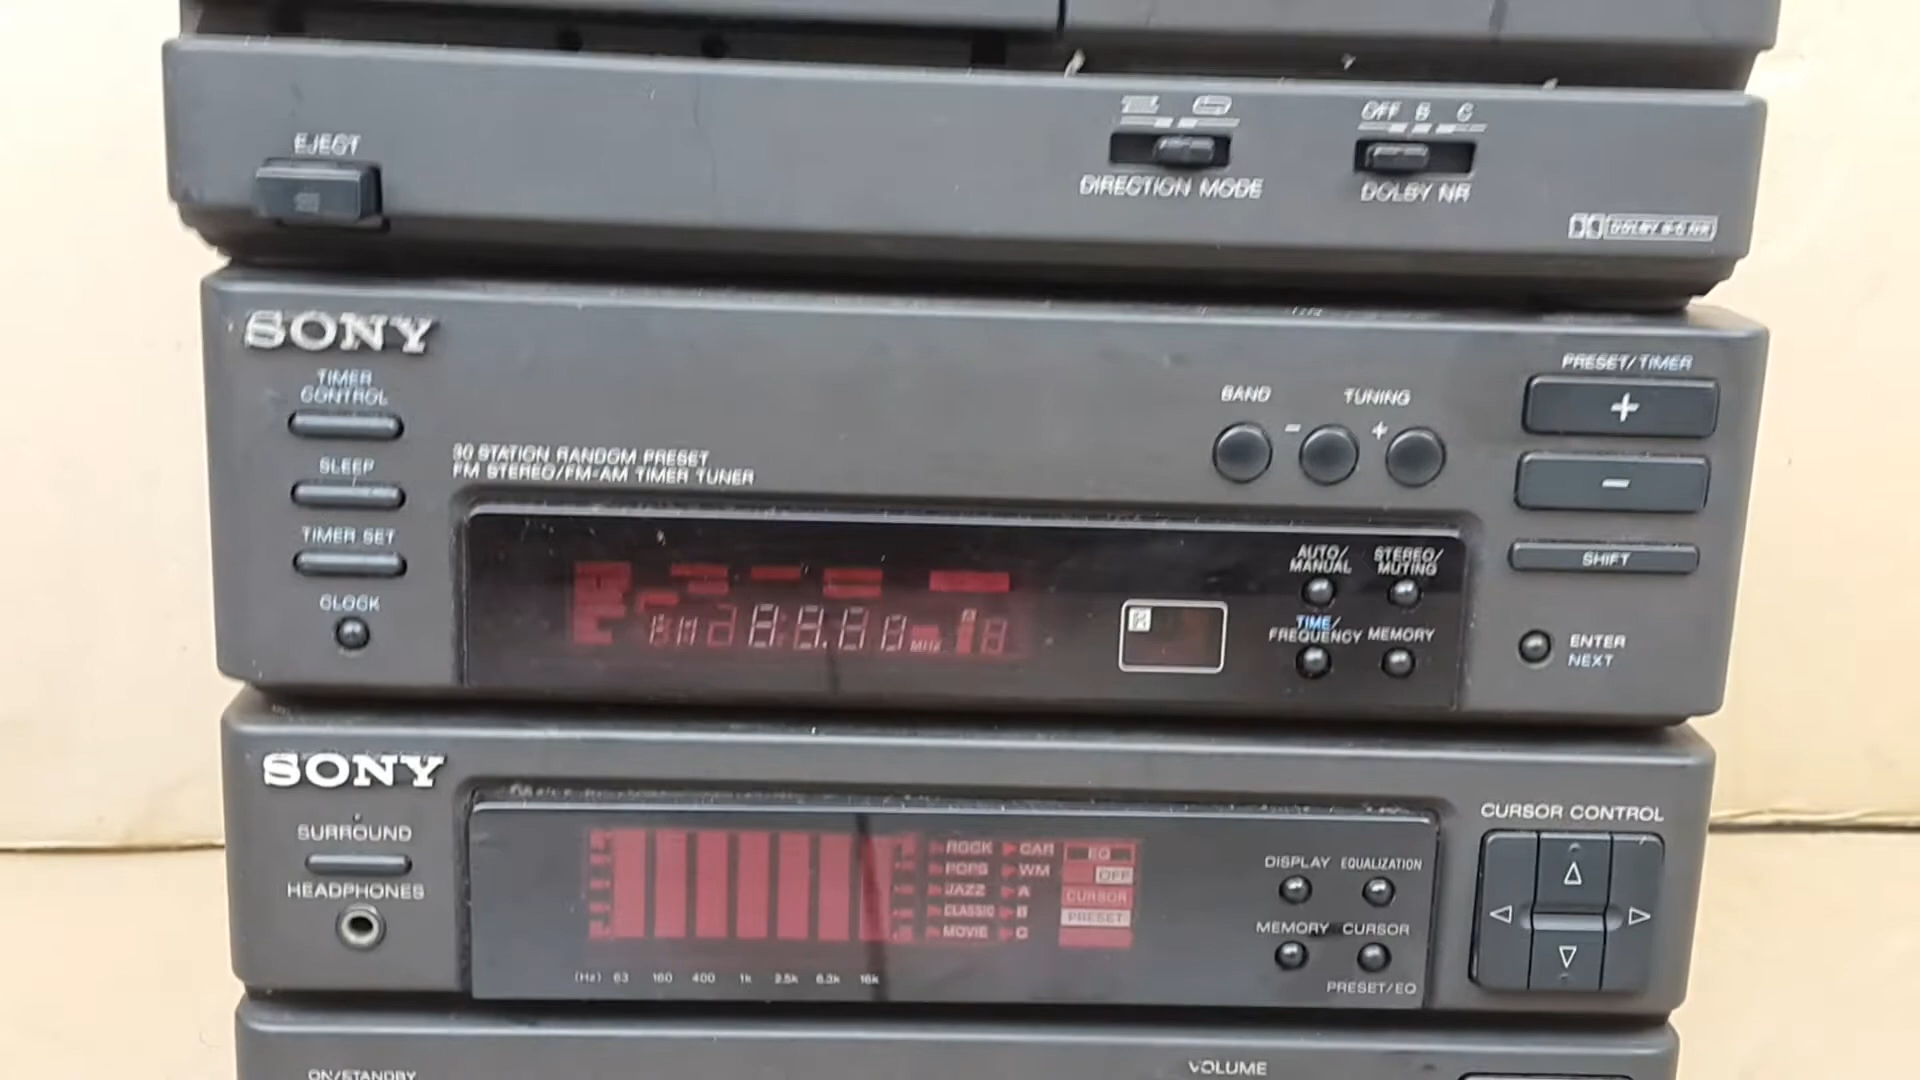 EJECT
OFF B C
DIRECTION MODE
DOLBY NR
DOLBY B-C NR
SONY
TIMER
CONTROL
SLEEP
TIMER SET
CLOCK
30 STATION RANDOM PRESET
FM STEREO/FM-AM TIMER TUNER
BAND
TUNING
- +
PRESET/TIMER
+
-
SHIFT
AUTO/
MANUAL
STEREO/
MUTING
TIME/
FREQUENCY
MEMORY
ENTER
NEXT
MHz
SONY
SURROUND
HEADPHONES
ROCK CAR
POPS WM
JAZZ A
CLASSIC B
MOVIE C
EQ
OFF
CURSOR
PRESET
(Hz) 63 160 400 1k 2.5k 6.3k 16k
DISPLAY EQUALIZATION
MEMORY CURSOR
PRESET/EQ
CURSOR CONTROL
ON/STANDBY
VOLUME